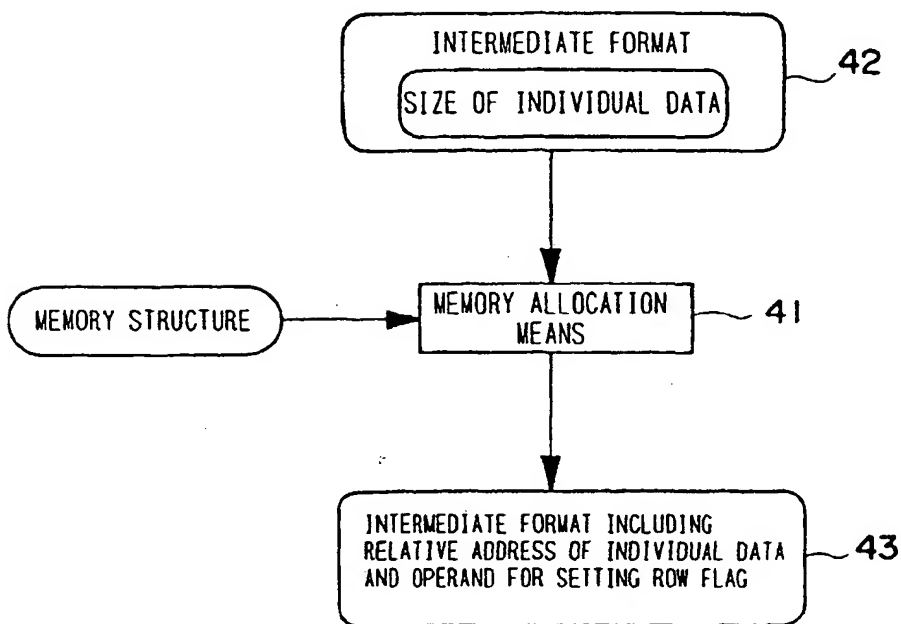 INTERMEDIATE FORMAT
SIZE OF INDIVIDUAL DATA
42
MEMORY STRUCTURE
MEMORY ALLOCATION
MEANS
41
INTERMEDIATE FORMAT INCLUDING
RELATIVE ADDRESS OF INDIVIDUAL DATA
AND OPERAND FOR SETTING ROW FLAG
43